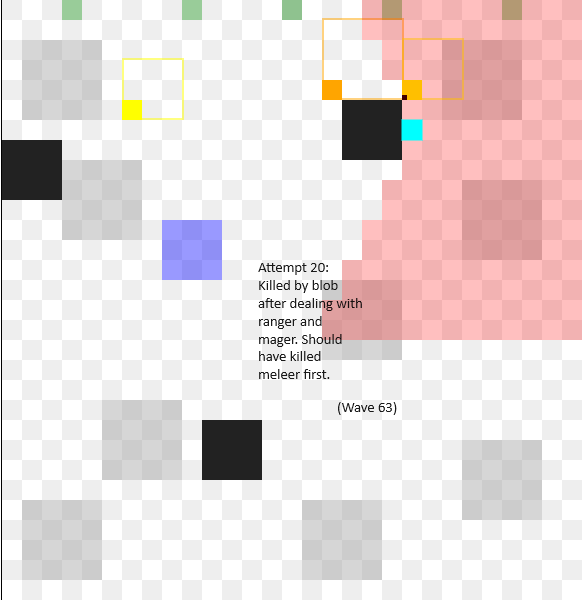 Attempt 20:
Killed by blob
after dealing with
ranger and
mager. Should
have killed
meleer first.
(Wave 63)